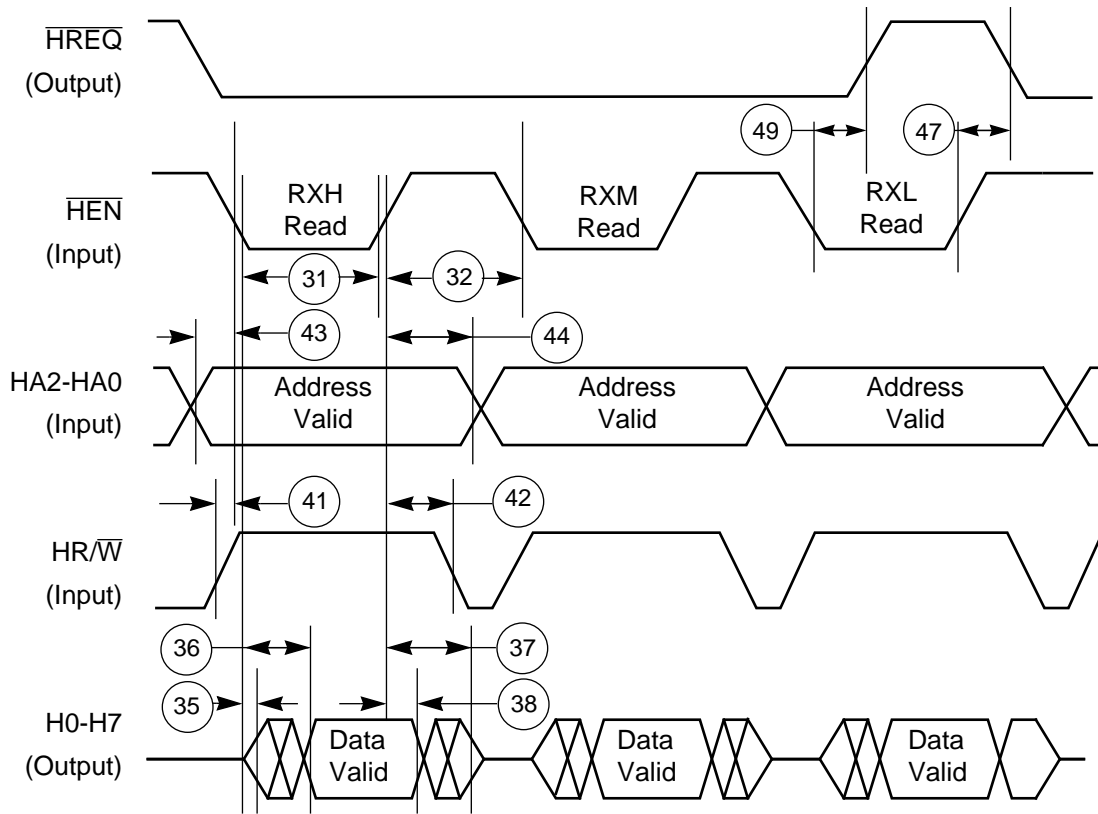 HREQ
(Output)
49
47
HEN
(Input)
RXH
Read
RXM
Read
RXL
Read
31
32
43
44
HA2-HA0
(Input)
Address
Valid
Address
Valid
Address
Valid
41
42
HR/W
(Input)
36
37
35
38
H0-H7
(Output)
Data
Valid
Data
Valid
Data
Valid